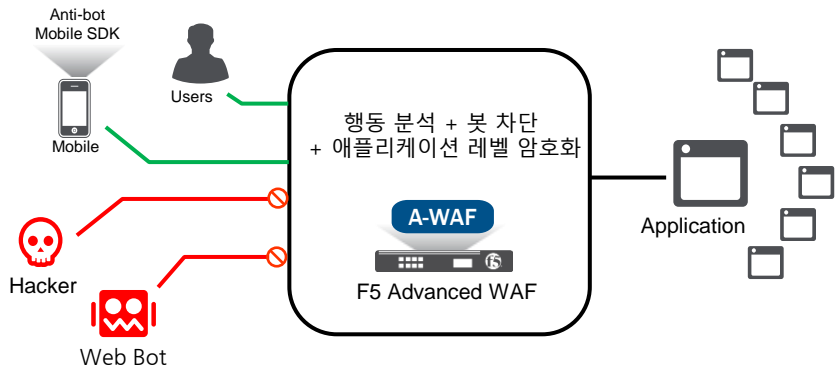 Anti-bot
Mobile SDK
Mobile
Users
Hacker
Web Bot
행동 분석 + 봇 차단
+ 애플리케이션 레벨 암호화
A-WAF
f5
F5 Advanced WAF
Application